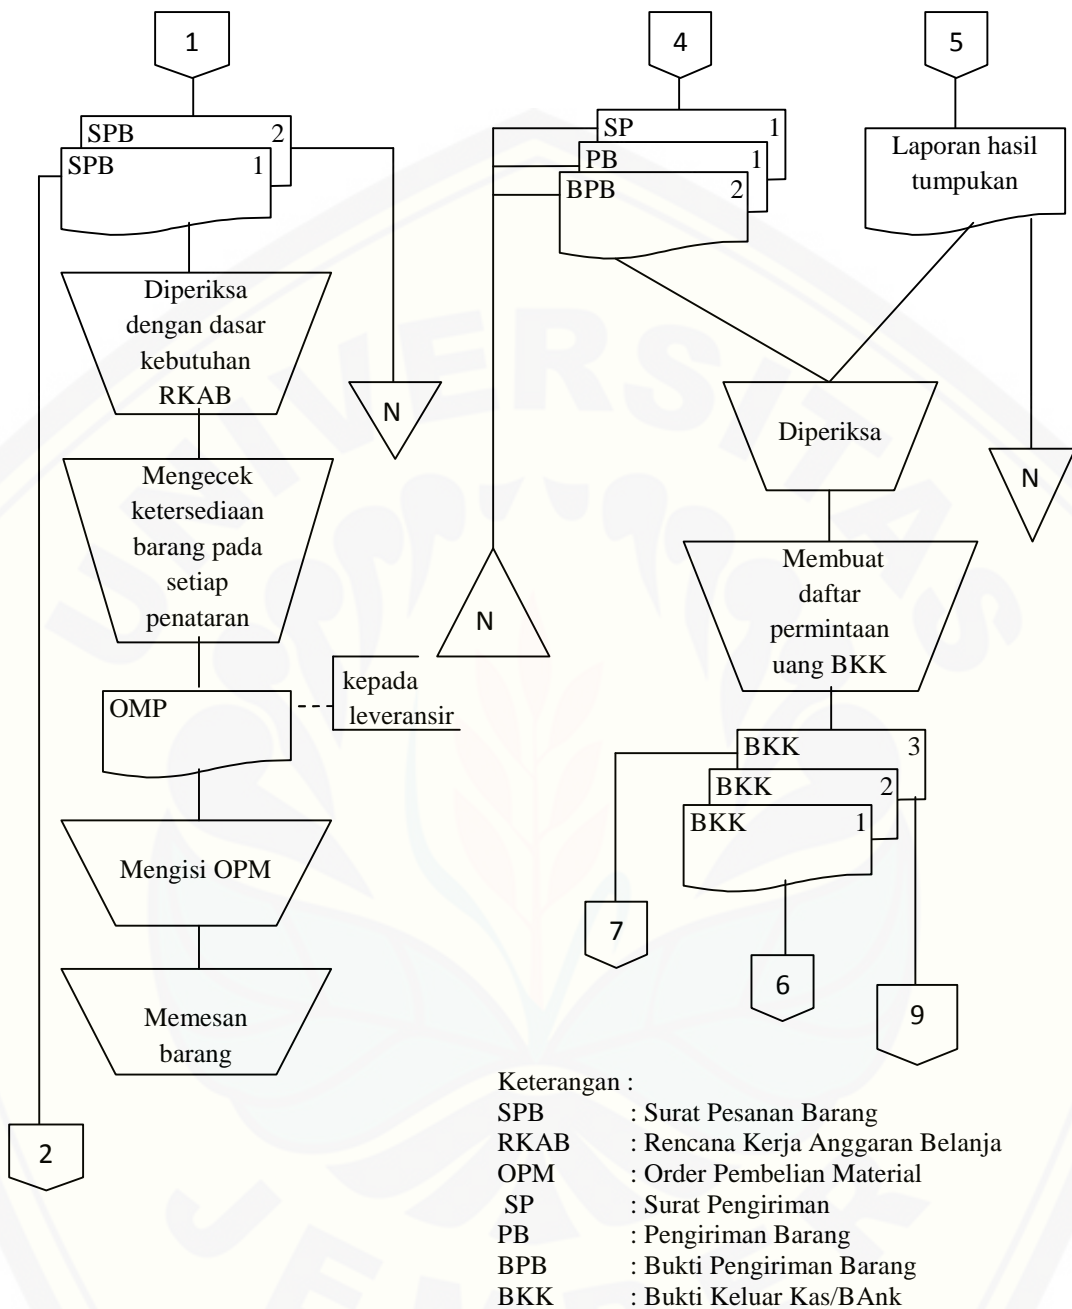 1
SPB 2
SPB 1
Diperiksa
dengan dasar
kebutuhan
RKAB
N
Mengecek
ketersediaan
barang pada
setiap
penataran
OMP
kepada
leveransir
Mengisi OPM
Memesan
barang
2
4
SP 1
PB 1
BPB 2
N
5
Laporan hasil
tumpukan
Diperiksa
N
Membuat
daftar
permintaan
uang BKK
BKK 3
BKK 2
BKK 1
7
6
9
Keterangan :
SPB : Surat Pesanan Barang
RKAB : Rencana Kerja Anggaran Belanja
OPM : Order Pembelian Material
SP : Surat Pengiriman
PB : Pengiriman Barang
BPB : Bukti Pengiriman Barang
BKK : Bukti Keluar Kas/BAnk
UNIVERSITAS
JEMBER